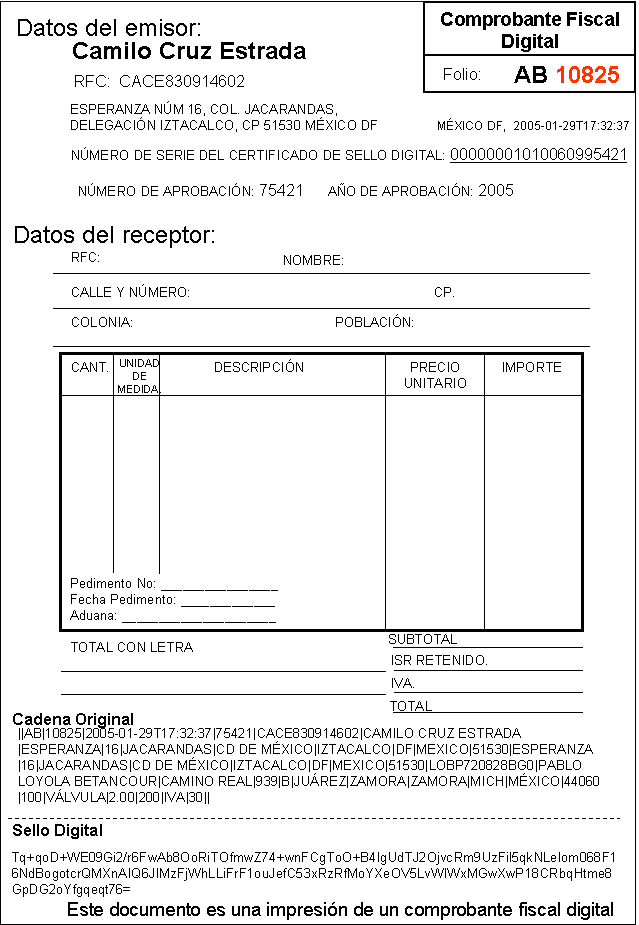 Datos del emisor:
Camilo Cruz Estrada
RFC: CACE830914602
Comprobante Fiscal
Digital
Folio: AB 10825
ESPERANZA NÚM 16, COL. JACARANDAS,
DELEGACIÓN IZTACALCO, CP 51530 MÉXICO DF
MÉXICO DF, 2005-01-29T17:32:37
NÚMERO DE SERIE DEL CERTIFICADO DE SELLO DIGITAL: 00000001010060995421
NÚMERO DE APROBACIÓN: 75421 AÑO DE APROBACIÓN: 2005
Datos del receptor:
RFC: NOMBRE:
CALLE Y NÚMERO: CP.
COLONIA: POBLACIÓN:
CANT. UNIDAD DE MEDIDA. DESCRIPCIÓN PRECIO UNITARIO IMPORTE
Pedimento No: _______________
Fecha Pedimento: ____________
Aduana: ____________________
TOTAL CON LETRA
SUBTOTAL
ISR RETENIDO.
IVA.
TOTAL
Cadena Original
||AB|10825|2005-01-29T17:32:37|75421|CACE830914602|CAMILO CRUZ ESTRADA
|ESPERANZA|16|JACARANDAS|CD DE MÉXICO|IZTACALCO|DF|MEXICO|51530|ESPERANZA
|16|JACARANDAS|CD DE MÉXICO|IZTACALCO|DF|MEXICO|51530|LOBP720828BG0|PABLO
LOYOLA BETANCOUR|CAMINO REAL|939|B|JUÁREZ|ZAMORA|ZAMORA|MICH|MÉXICO|44060
|100|VÁLVULA|2.00|200|IVA|30||
Sello Digital
Tq+qoD+WE09Gi2/r6FwAb8OoRiTOfmwZ74+wnFCgToO+B4IgUdTJ2OjvcRm9UzFiI5qkNLelom068F1
6NdBogotcrQMXnAIQ6JIMzFjWhLLiFrF1ouJefC53xRzRfMoYXeOV5LvWlWxMGwXwP18CRbqHtme8
GpDG2oYfgqeqt76=
Este documento es una impresión de un comprobante fiscal digital